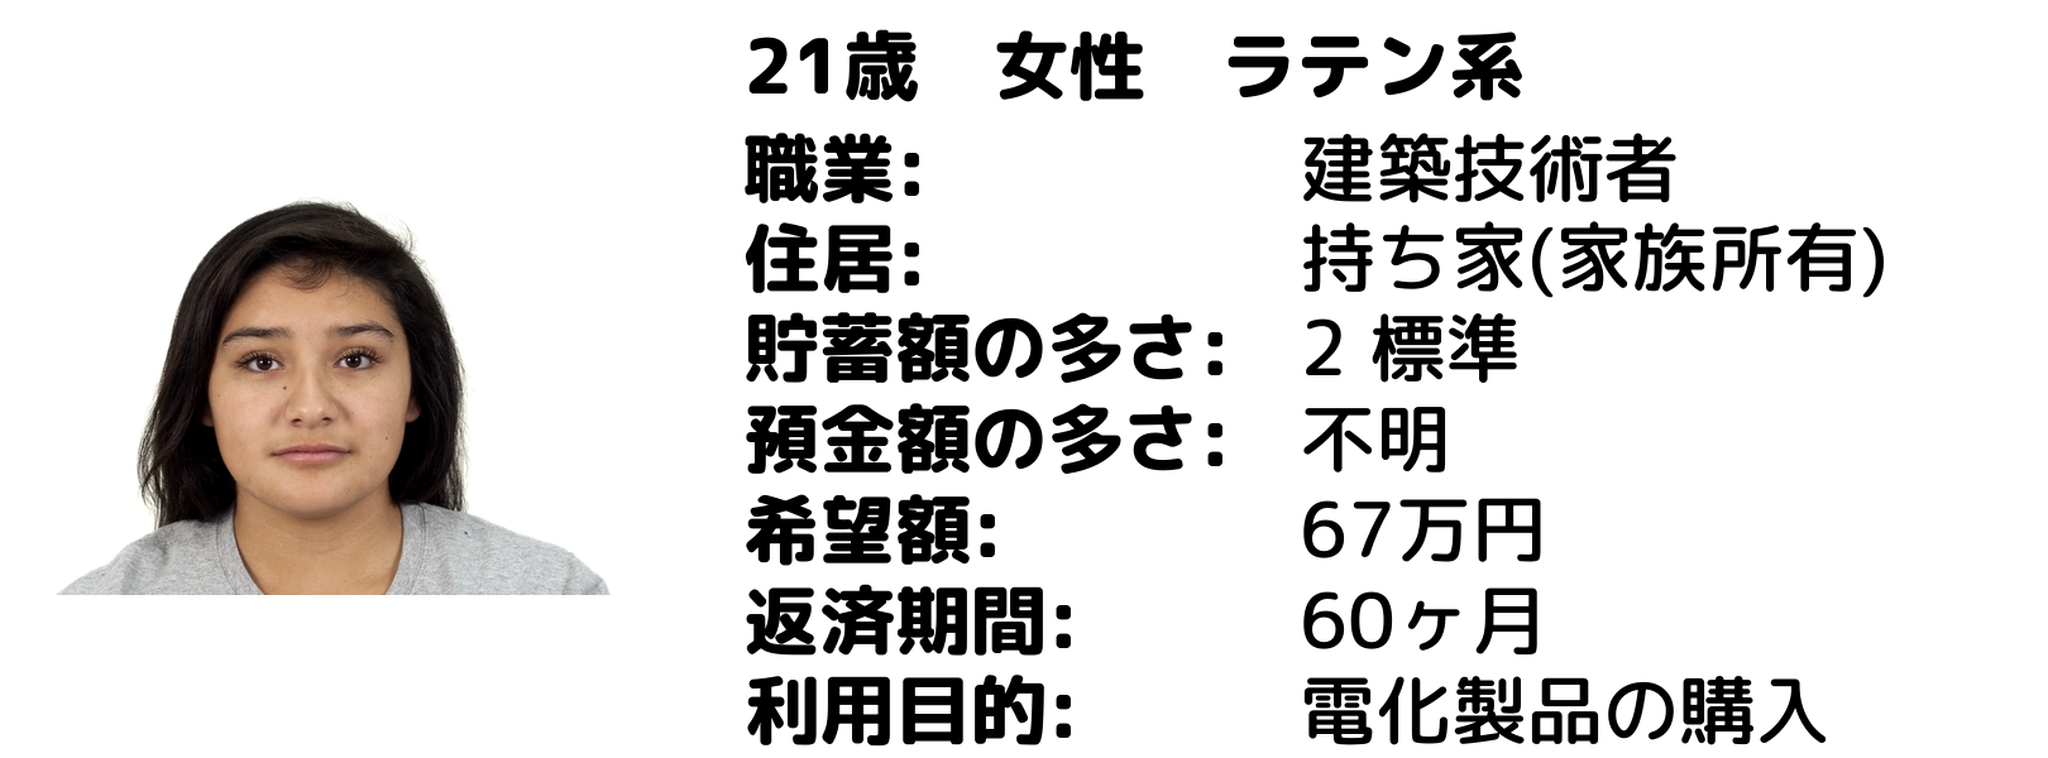 21歳　女性　ラテン系
職業: 建築技術者
住居: 持ち家(家族所有)
貯蓄額の多さ: 2 標準
預金額の多さ: 不明
希望額: 67万円
返済期間: 60ヶ月
利用目的: 電化製品の購入